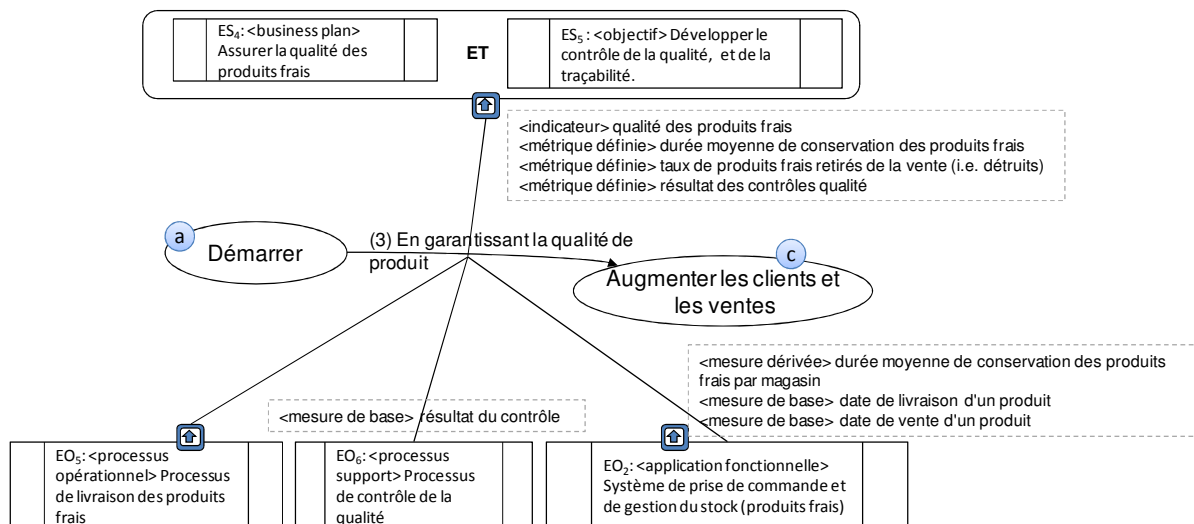 ES4: <business plan>
Assurer la qualité des
produits frais
ET
ES5 : <objectif> Développer le
contrôle de la qualité, et de la
traçabilité.
<indicateur> qualité des produits frais
<métrique définie> durée moyenne de conservation des produits frais
<métrique définie> taux de produits frais retirés de la vente (i.e. détruits)
<métrique définie> résultat des contrôles qualité
a
Démarrer
(3) En garantissant la qualité de
produit
c
Augmenter les clients et
les ventes
<mesure dérivée> durée moyenne de conservation des produits
frais par magasin
<mesure de base> date de livraison d'un produit
<mesure de base> date de vente d'un produit
<mesure de base> résultat du contrôle
EO5: <processus
opérationnel> Processus
de livraison des produits
frais
EO6: <processus
support> Processus
de contrôle de la
qualité
EO2: <application fonctionnelle>
Système de prise de commande et
de gestion du stock (produits frais)